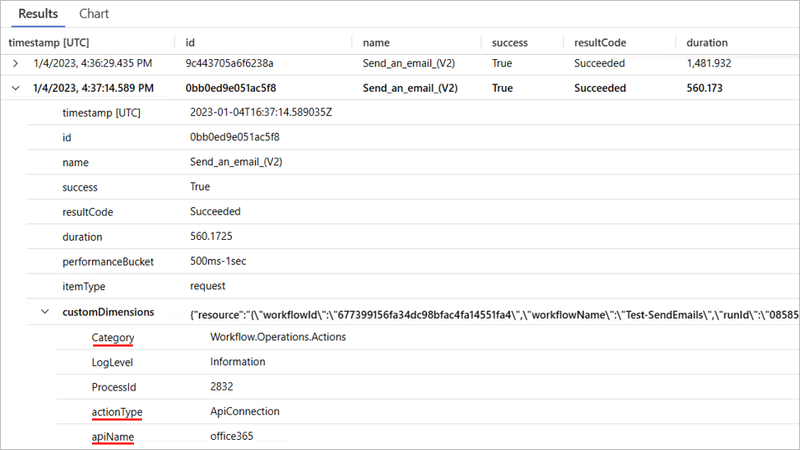 Results Chart
timestamp [UTC] id name success resultCode duration
1/4/2023, 4:36:29.435 PM 9c443705a6f6238a Send_an_email_(V2) True Succeeded 1,481.932
1/4/2023, 4:37:14.589 PM 0bb0ed9e051ac5f8 Send_an_email_(V2) True Succeeded 560.173
timestamp [UTC] 2023-01-04T16:37:14.589035Z
id 0bb0ed9e051ac5f8
name Send_an_email_(V2)
success True
resultCode Succeeded
duration 560.1725
performanceBucket 500ms-1sec
itemType request
customDimensions {"resource":"{\"workflowId\":\"677399156fa34dc98bfac4fa14551fa4\",\"workflowName\":\"Test-SendEmails\",\"runId\":\"08585
Category Workflow.Operations.Actions
LogLevel Information
ProcessId 2832
actionType ApiConnection
apiName office365